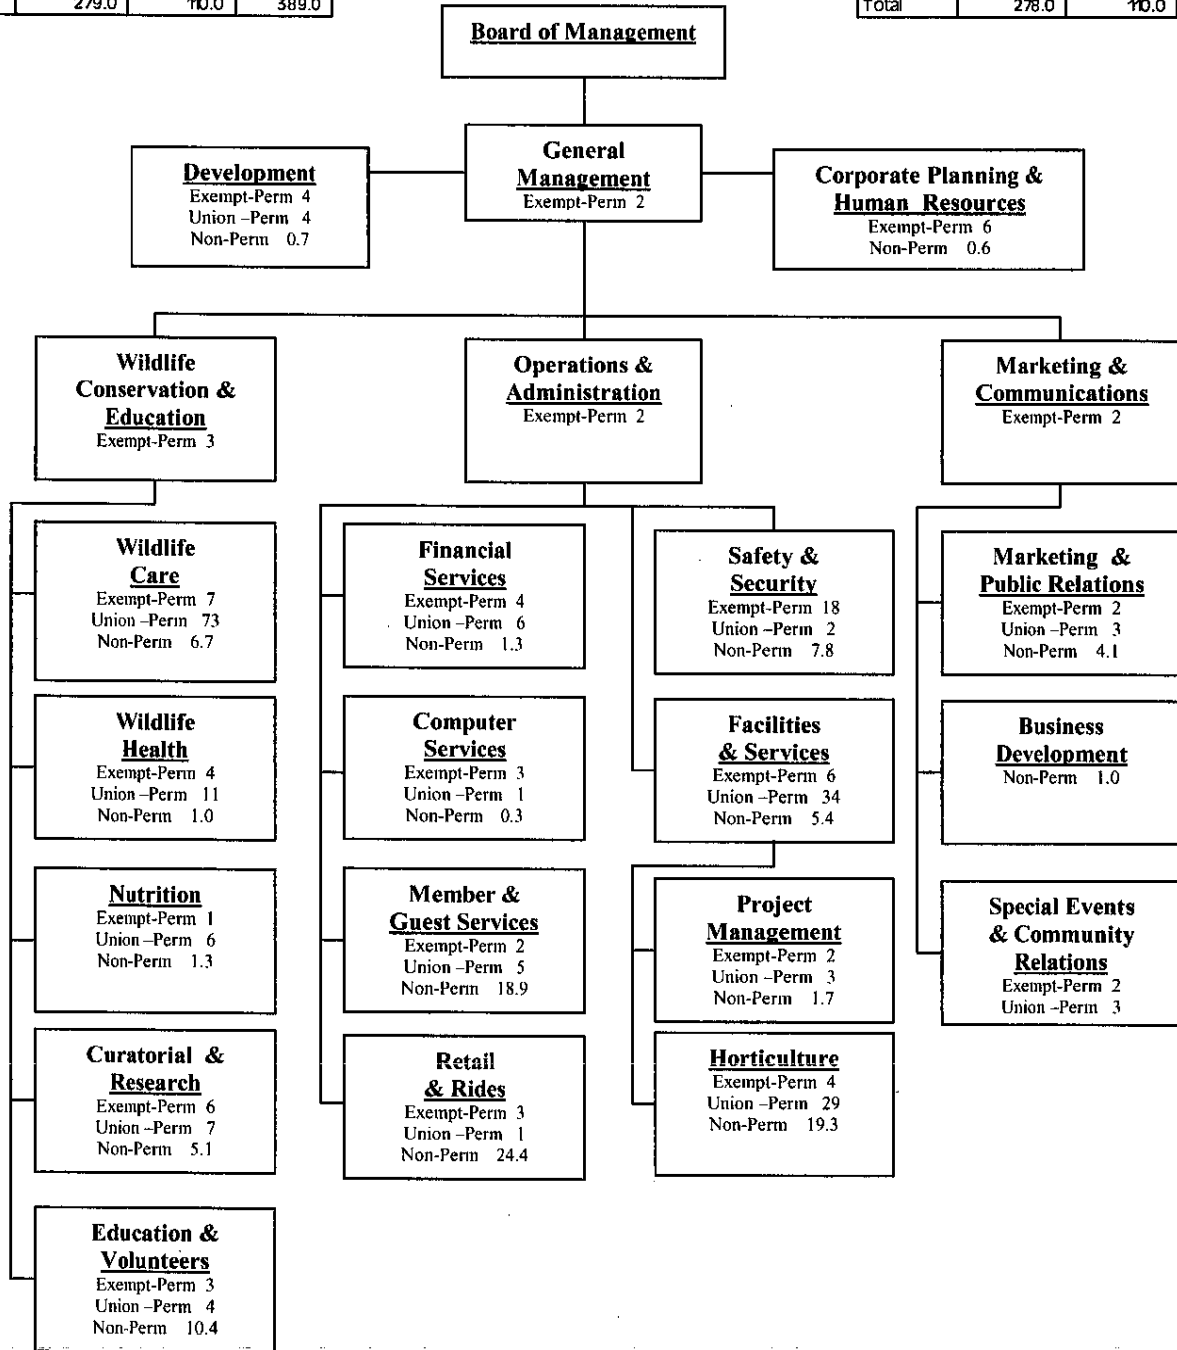 279.0 110.0 389.0
Total 278.0 110.0
Board of Management
General
Management
Exempt-Perm 2
Development
Exempt-Perm 4
Union –Perm 4
Non-Perm 0.7
Corporate Planning &
Human Resources
Exempt-Perm 6
Non-Perm 0.6
Wildlife
Conservation &
Education
Exempt-Perm 3
Operations &
Administration
Exempt-Perm 2
Marketing &
Communications
Exempt-Perm 2
Wildlife
Care
Exempt-Perm 7
Union –Perm 73
Non-Perm 6.7
Wildlife
Health
Exempt-Perm 4
Union –Perm 11
Non-Perm 1.0
Nutrition
Exempt-Perm 1
Union –Perm 6
Non-Perm 1.3
Curatorial &
Research
Exempt-Perm 6
Union –Perm 7
Non-Perm 5.1
Education &
Volunteers
Exempt-Perm 3
Union –Perm 4
Non-Perm 10.4
Financial
Services
Exempt-Perm 4
Union –Perm 6
Non-Perm 1.3
Computer
Services
Exempt-Perm 3
Union –Perm 1
Non-Perm 0.3
Member &
Guest Services
Exempt-Perm 2
Union –Perm 5
Non-Perm 18.9
Retail
& Rides
Exempt-Perm 3
Union –Perm 1
Non-Perm 24.4
Safety &
Security
Exempt-Perm 18
Union –Perm 2
Non-Perm 7.8
Facilities
& Services
Exempt-Perm 6
Union –Perm 34
Non-Perm 5.4
Project
Management
Exempt-Perm 2
Union –Perm 3
Non-Perm 1.7
Horticulture
Exempt-Perm 4
Union –Perm 29
Non-Perm 19.3
Marketing &
Public Relations
Exempt-Perm 2
Union –Perm 3
Non-Perm 4.1
Business
Development
Non-Perm 1.0
Special Events
& Community
Relations
Exempt-Perm 2
Union –Perm 3